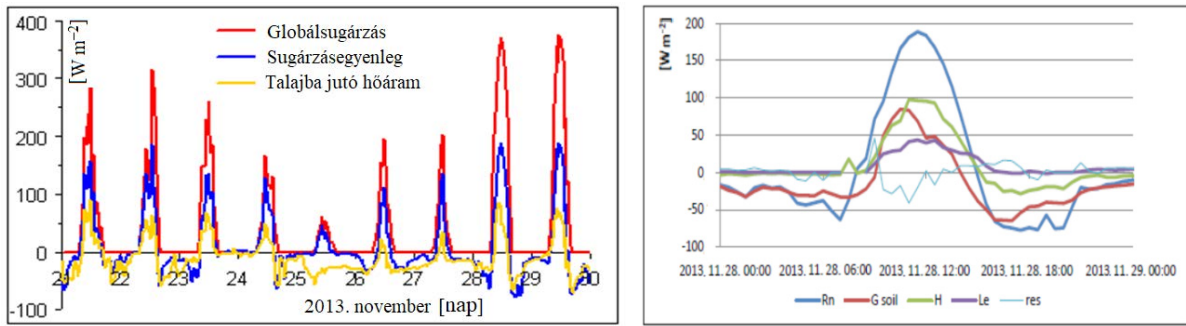 400
300
200
100
0
-100
[W m⁻²]
Globálsugárzás
Sugárzásegyenleg
Talajba jutó hőáram
22 23 24 25 26 27 28 29
2013. november [nap]
[W m⁻²]
200
150
100
50
0
-50
-100
2013, 11.28, 00:00 2013, 11.28, 06:00 2013, 11.28, 12:00 2013, 11.28, 18:00 2013, 11.29, 00:00
Rn G soil H Le res